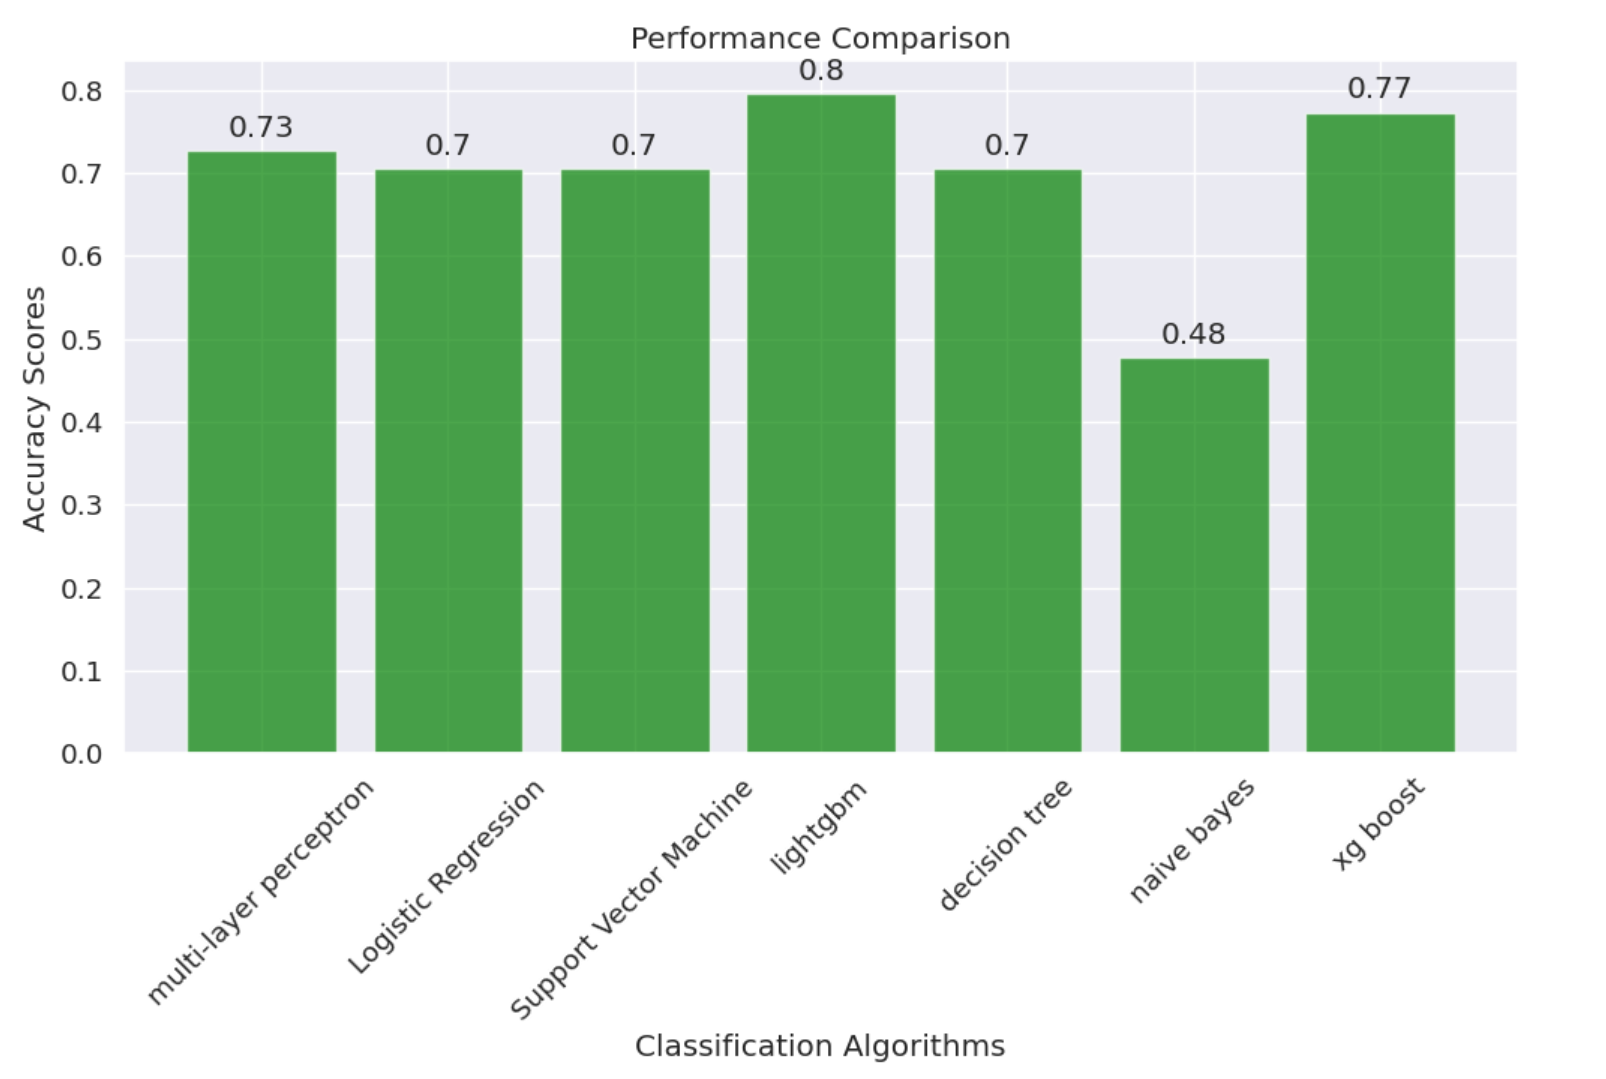 Performance Comparison
0.8
0.7
0.6
0.5
0.4
0.3
0.2
0.1
0.0
Accuracy Scores
0.73
0.7
0.7
0.8
0.7
0.48
0.77
multi-layer perceptron
Logistic Regression
Support Vector Machine
lightgbm
decision tree
naive bayes
xg boost
Classification Algorithms